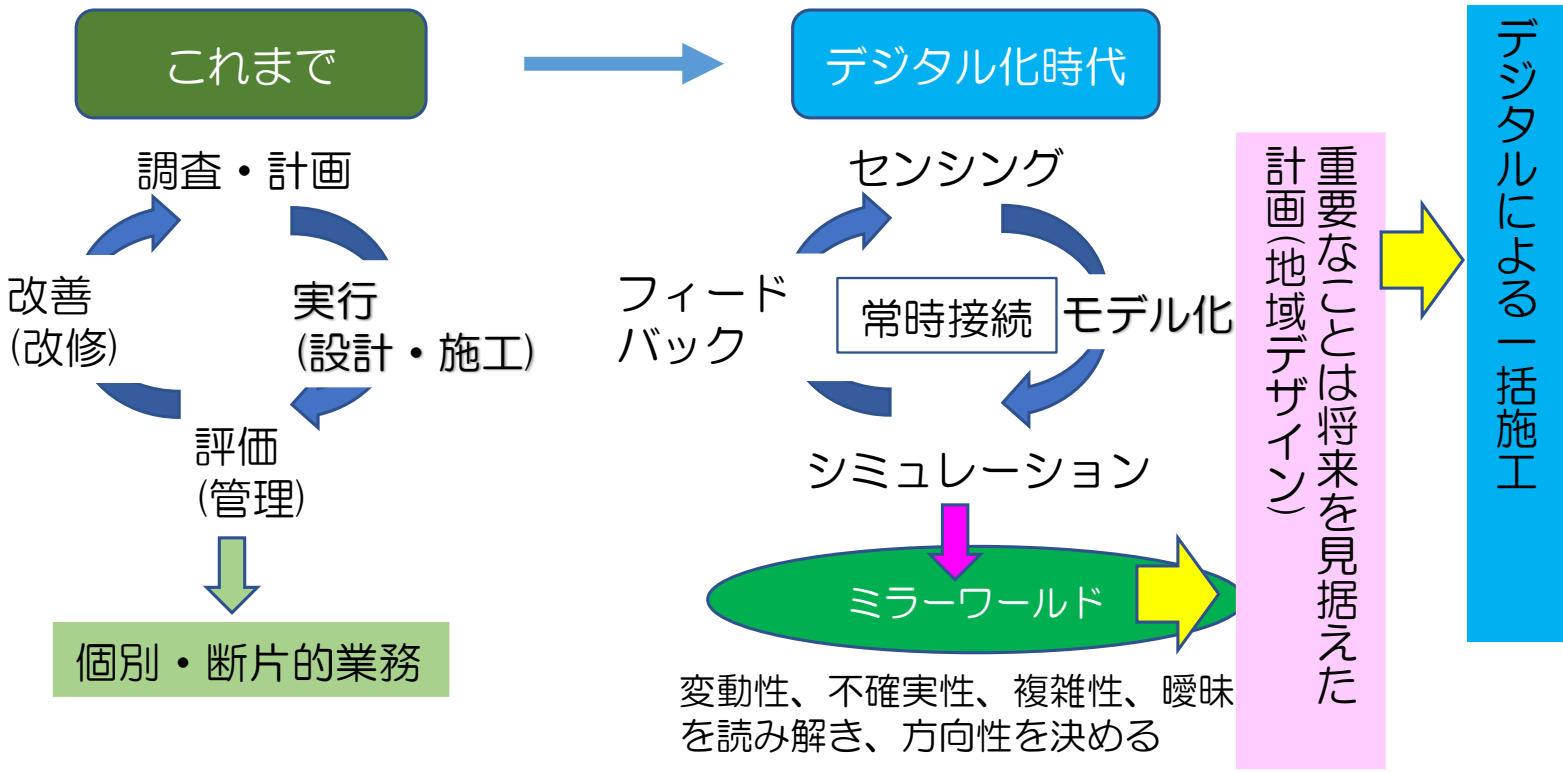 これまで
デジタル化時代
調査・計画
実行
(設計・施工)
評価
(管理)
改善
(改修)
個別・断片的業務
センシング
モデル化
シミュレーション
フィード
バック
常時接続
ミラーワールド
変動性、不確実性、複雑性、曖昧
を読み解き、方向性を決める
重要なことは将来を見据えた
計画(地域デザイン)
デジタルによる一括施工